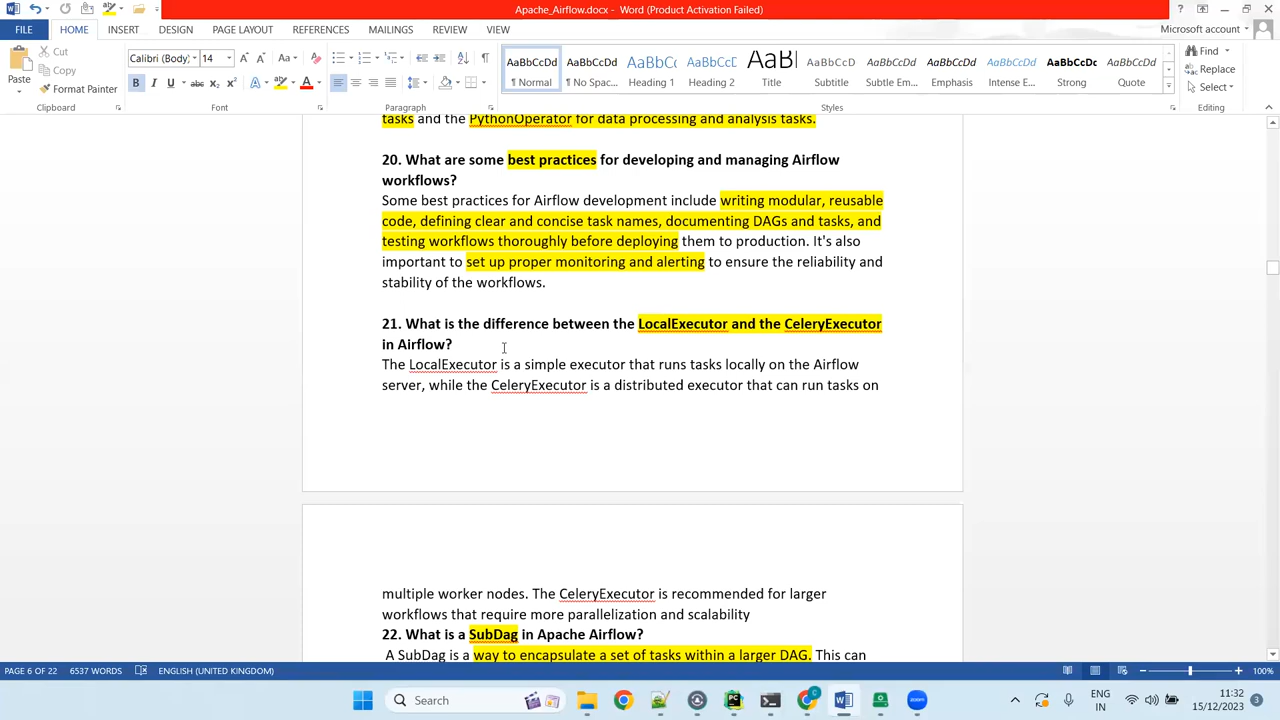 Apache_Airflow.docx - Word (Product Activation Failed)
FILE HOME INSERT DESIGN PAGE LAYOUT REFERENCES MAILINGS REVIEW VIEW Microsoft account
Paste Cut Copy Format Painter
Calibri (Body) 14
AaBbCcDd AaBbCcDd AaBbCc AaBbCcC AaBl AaBbCcD AaBbCcDd AaBbCcDd AaBbCcDd AaBbCcDc AaBbCcDd
¶ Normal ¶ No Spac... Heading 1 Heading 2 Title Subtitle Subtle Em... Emphasis Intense E... Strong Quote
Find Replace Select
Clipboard Font Paragraph Styles Editing
tasks and the PythonOperator for data processing and analysis tasks.
20. What are some best practices for developing and managing Airflow
workflows?
Some best practices for Airflow development include writing modular, reusable
code, defining clear and concise task names, documenting DAGs and tasks, and
testing workflows thoroughly before deploying them to production. It's also
important to set up proper monitoring and alerting to ensure the reliability and
stability of the workflows.
21. What is the difference between the LocalExecutor and the CeleryExecutor
in Airflow?
The LocalExecutor is a simple executor that runs tasks locally on the Airflow
server, while the CeleryExecutor is a distributed executor that can run tasks on
multiple worker nodes. The CeleryExecutor is recommended for larger
workflows that require more parallelization and scalability
22. What is a SubDag in Apache Airflow?
A SubDag is a way to encapsulate a set of tasks within a larger DAG. This can
PAGE 6 OF 22 6537 WORDS ENGLISH (UNITED KINGDOM) 100%
Search
ENG
IN
11:32
15/12/2023